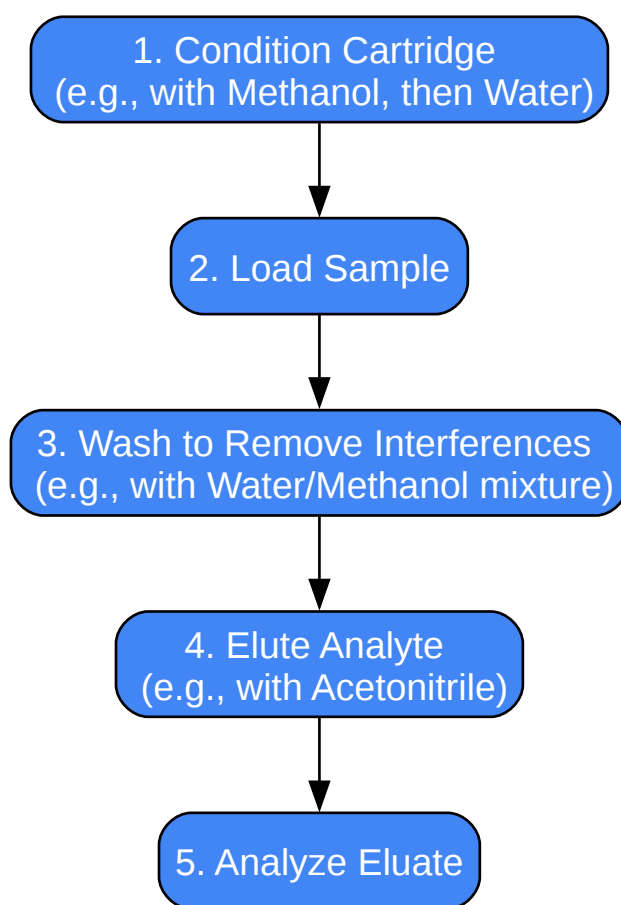 1. Condition Cartridge
(e.g., with Methanol, then Water)
2. Load Sample
3. Wash to Remove Interferences
(e.g., with Water/Methanol mixture)
4. Elute Analyte
(e.g., with Acetonitrile)
5. Analyze Eluate